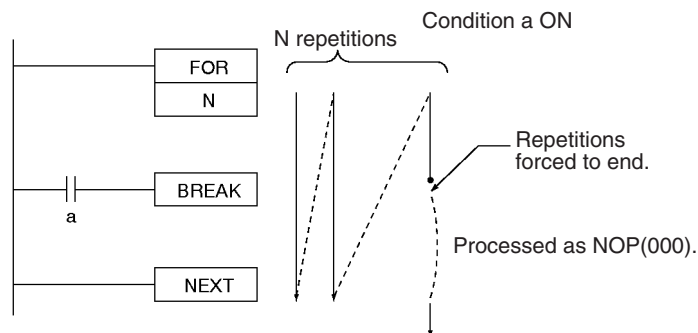 Condition a ON
N repetitions
FOR
N
Repetitions
forced to end.
BREAK
a
Processed as NOP(000).
NEXT